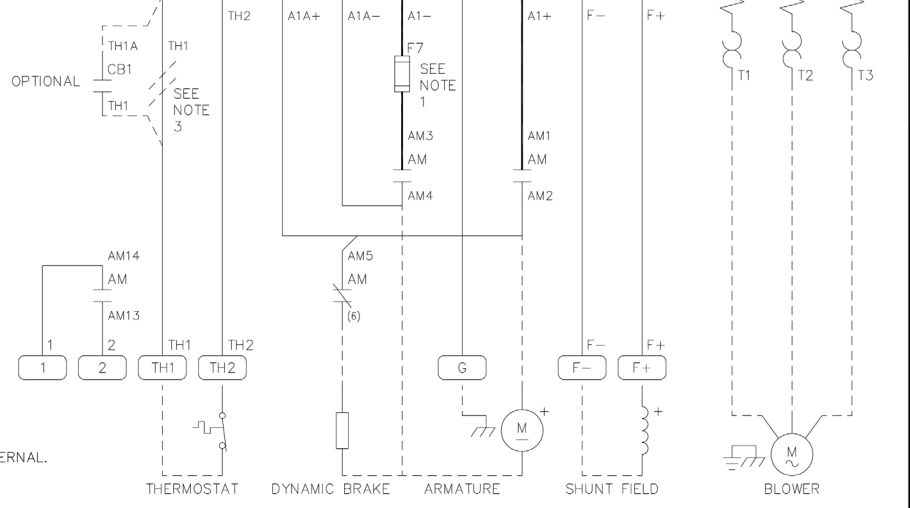 TH2
A1A+
A1A-
A1-
A1+
F-
F+
TH1A
TH1
F7
CB1
SEE
NOTE
1
T1
T2
T3
OPTIONAL
SEE
NOTE
3
TH1
AM3
AM1
AM
AM
AM4
AM2
AM14
AM5
AM
AM
AM13
(6)
1
2
TH1
TH2
F-
F+
1
2
TH1
TH2
G
F-
F+
+
+
M
M
ERNAL.
THERMOSTAT
DYNAMIC BRAKE
ARMATURE
SHUNT FIELD
BLOWER